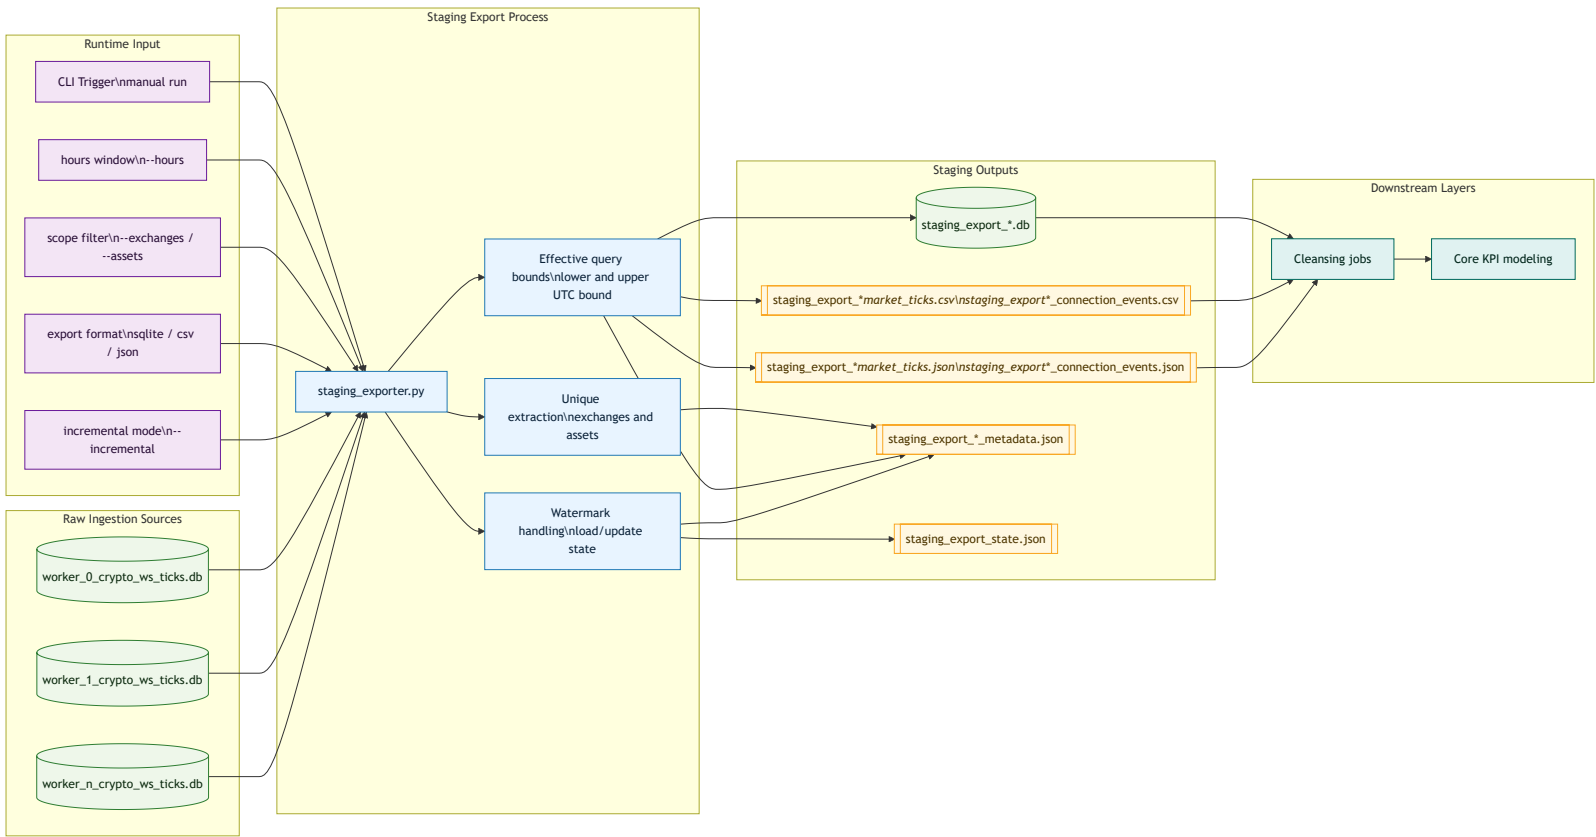 Runtime Input
CLI Trigger\nmanual run
hours window\n--hours
scope filter\n--exchanges /
--assets
export format\nsqlite / csv
/ json
incremental mode\n--
incremental
Raw Ingestion Sources
worker_0_crypto_ws_ticks.db
worker_1_crypto_ws_ticks.db
worker_n_crypto_ws_ticks.db
Staging Export Process
staging_exporter.py
Effective query
bounds\nlower and upper
UTC bound
Unique
extraction\nexchanges and
assets
Watermark
handling\nload/update
state
Staging Outputs
staging_export_*.db
staging_export_*market_ticks.csv\nstaging_export*_connection_events.csv
staging_export_*market_ticks.json\nstaging_export*_connection_events.json
staging_export_*_metadata.json
staging_export_state.json
Downstream Layers
Cleansing jobs
Core KPI modeling